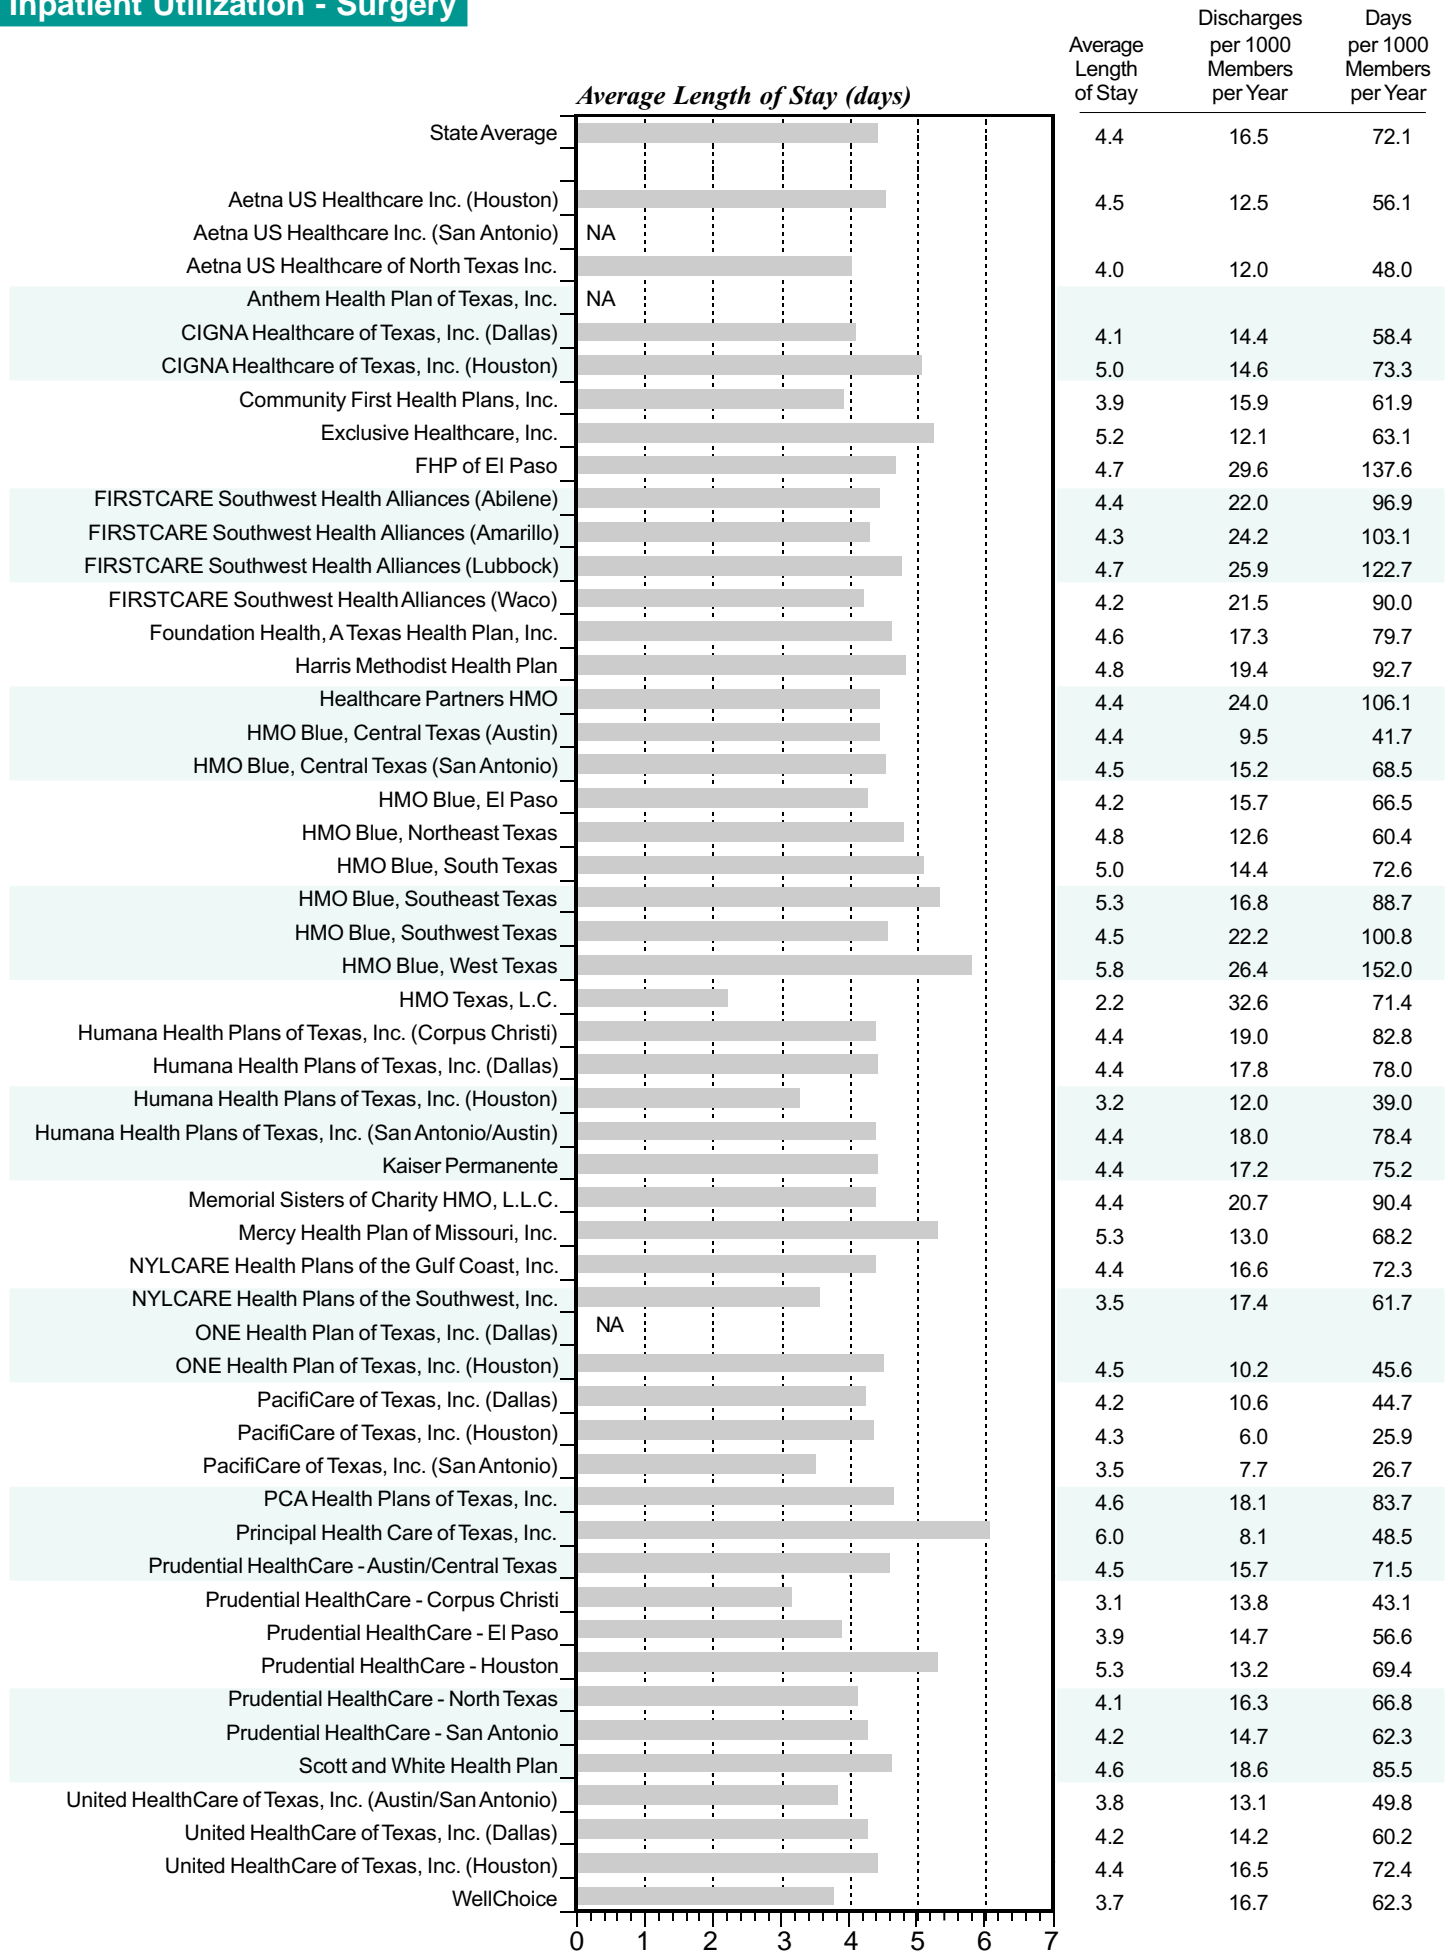 Inpatient Utilization - Surgery
Average Length of Stay
Discharges per 1000 Members per Year
Days per 1000 Members per Year
Average Length of Stay (days)
State Average 4.4 16.5 72.1
Aetna US Healthcare Inc. (Houston) 4.5 12.5 56.1
Aetna US Healthcare Inc. (San Antonio) NA
Aetna US Healthcare of North Texas Inc. 4.0 12.0 48.0
Anthem Health Plan of Texas, Inc. NA
CIGNA Healthcare of Texas, Inc. (Dallas) 4.1 14.4 58.4
CIGNA Healthcare of Texas, Inc. (Houston) 5.0 14.6 73.3
Community First Health Plans, Inc. 3.9 15.9 61.9
Exclusive Healthcare, Inc. 5.2 12.1 63.1
FHP of El Paso 4.7 29.6 137.6
FIRSTCARE Southwest Health Alliances (Abilene) 4.4 22.0 96.9
FIRSTCARE Southwest Health Alliances (Amarillo) 4.3 24.2 103.1
FIRSTCARE Southwest Health Alliances (Lubbock) 4.7 25.9 122.7
FIRSTCARE Southwest Health Alliances (Waco) 4.2 21.5 90.0
Foundation Health, A Texas Health Plan, Inc. 4.6 17.3 79.7
Harris Methodist Health Plan 4.8 19.4 92.7
Healthcare Partners HMO 4.4 24.0 106.1
HMO Blue, Central Texas (Austin) 4.4 9.5 41.7
HMO Blue, Central Texas (San Antonio) 4.5 15.2 68.5
HMO Blue, El Paso 4.2 15.7 66.5
HMO Blue, Northeast Texas 4.8 12.6 60.4
HMO Blue, South Texas 5.0 14.4 72.6
HMO Blue, Southeast Texas 5.3 16.8 88.7
HMO Blue, Southwest Texas 4.5 22.2 100.8
HMO Blue, West Texas 5.8 26.4 152.0
HMO Texas, L.C. 2.2 32.6 71.4
Humana Health Plans of Texas, Inc. (Corpus Christi) 4.4 19.0 82.8
Humana Health Plans of Texas, Inc. (Dallas) 4.4 17.8 78.0
Humana Health Plans of Texas, Inc. (Houston) 3.2 12.0 39.0
Humana Health Plans of Texas, Inc. (San Antonio/Austin) 4.4 18.0 78.4
Kaiser Permanente 4.4 17.2 75.2
Memorial Sisters of Charity HMO, L.L.C. 4.4 20.7 90.4
Mercy Health Plan of Missouri, Inc. 5.3 13.0 68.2
NYLCARE Health Plans of the Gulf Coast, Inc. 4.4 16.6 72.3
NYLCARE Health Plans of the Southwest, Inc. 3.5 17.4 61.7
ONE Health Plan of Texas, Inc. (Dallas) NA
ONE Health Plan of Texas, Inc. (Houston) 4.5 10.2 45.6
PacifiCare of Texas, Inc. (Dallas) 4.2 10.6 44.7
PacifiCare of Texas, Inc. (Houston) 4.3 6.0 25.9
PacifiCare of Texas, Inc. (San Antonio) 3.5 7.7 26.7
PCA Health Plans of Texas, Inc. 4.6 18.1 83.7
Principal Health Care of Texas, Inc. 6.0 8.1 48.5
Prudential HealthCare - Austin/Central Texas 4.5 15.7 71.5
Prudential HealthCare - Corpus Christi 3.1 13.8 43.1
Prudential HealthCare - El Paso 3.9 14.7 56.6
Prudential HealthCare - Houston 5.3 13.2 69.4
Prudential HealthCare - North Texas 4.1 16.3 66.8
Prudential HealthCare - San Antonio 4.2 14.7 62.3
Scott and White Health Plan 4.6 18.6 85.5
United HealthCare of Texas, Inc. (Austin/San Antonio) 3.8 13.1 49.8
United HealthCare of Texas, Inc. (Dallas) 4.2 14.2 60.2
United HealthCare of Texas, Inc. (Houston) 4.4 16.5 72.4
WellChoice 3.7 16.7 62.3
0 1 2 3 4 5 6 7